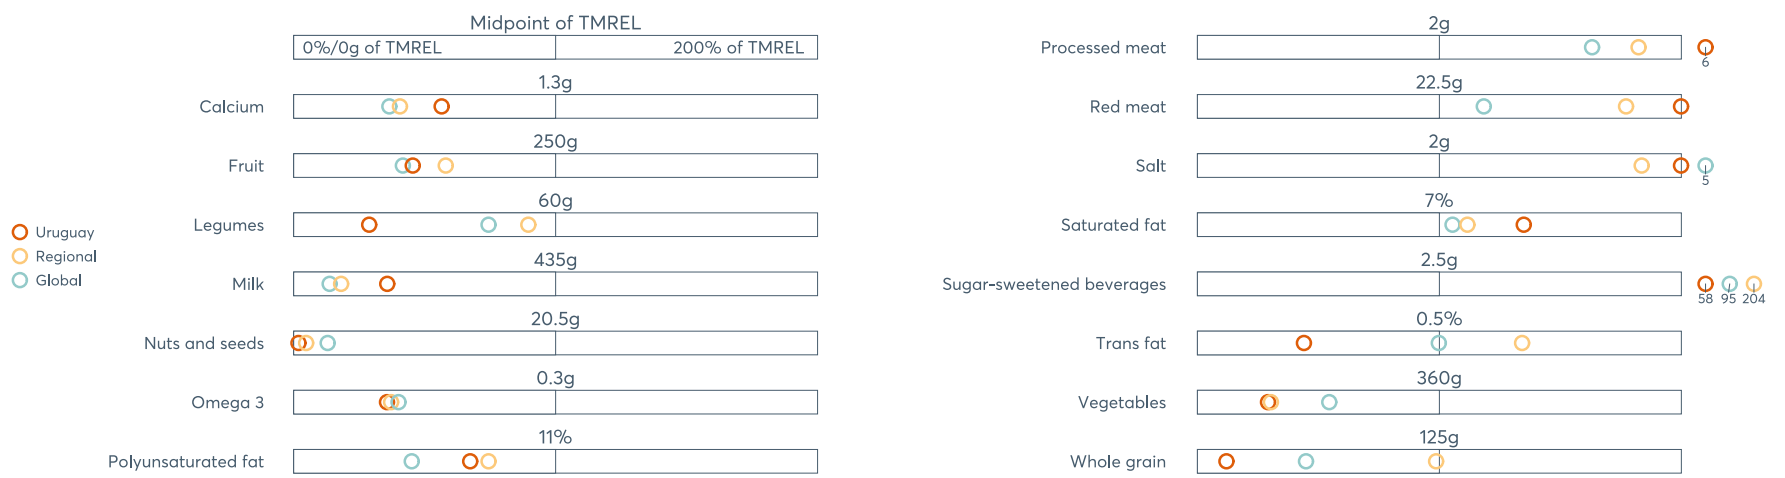 Midpoint of TMREL
0%/0g of TMREL
200% of TMREL
1.3g
Calcium
250g
Fruit
60g
Legumes
435g
Milk
20.5g
Nuts and seeds
0.3g
Omega 3
11%
Polyunsaturated fat
Uruguay
Regional
Global
2g
Processed meat
6
22.5g
Red meat
2g
Salt
5
7%
Saturated fat
2.5g
Sugar-sweetened beverages
58 95 204
0.5%
Trans fat
360g
Vegetables
125g
Whole grain